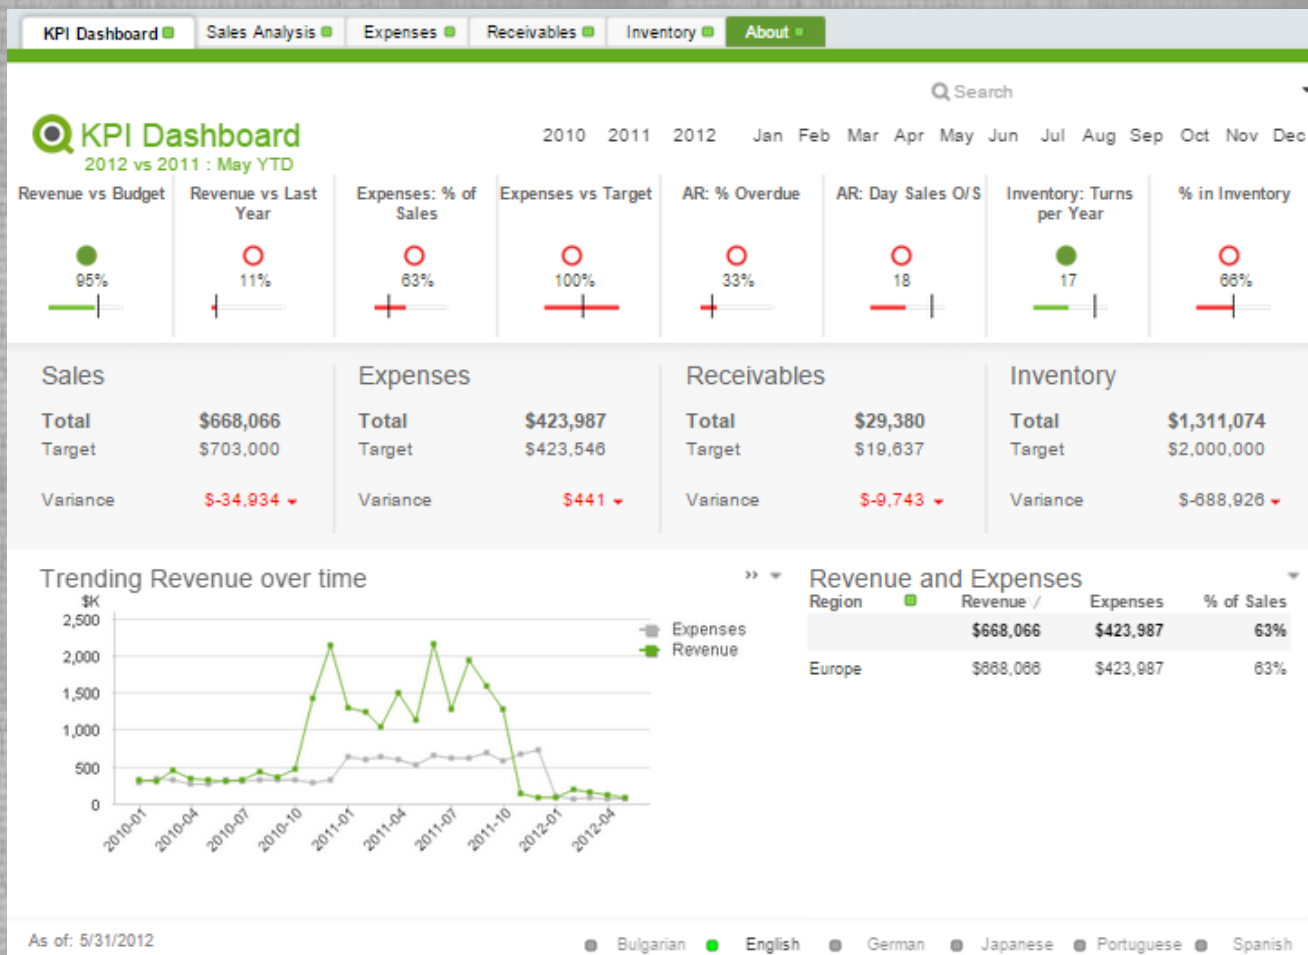 KPI Dashboard Sales Analysis Expenses Receivables Inventory About
Search
KPI Dashboard
2012 vs 2011 : May YTD
2010 2011 2012 Jan Feb Mar Apr May Jun Jul Aug Sep Oct Nov Dec
Revenue vs Budget
95%
Revenue vs Last
Year
11%
Expenses: % of
Sales
63%
Expenses vs Target
100%
AR: % Overdue
33%
AR: Day Sales O/S
18
Inventory: Turns
per Year
17
% in Inventory
66%
Sales
Total $668,066
Target $703,000
Variance $-34,934
Expenses
Total $423,987
Target $423,546
Variance $441
Receivables
Total $29,380
Target $19,637
Variance $-9,743
Inventory
Total $1,311,074
Target $2,000,000
Variance $-688,926
Trending Revenue over time
$K
2,500
2,000
1,500
1,000
500
0
2010-01 2010-04 2010-07 2010-10 2011-01 2011-04 2011-07 2011-10 2012-01 2012-04
Expenses
Revenue
Revenue and Expenses
Region Revenue Expenses % of Sales
$668,066 $423,987 63%
Europe $668,066 $423,987 63%
As of: 5/31/2012
Bulgarian English German Japanese Portuguese Spanish